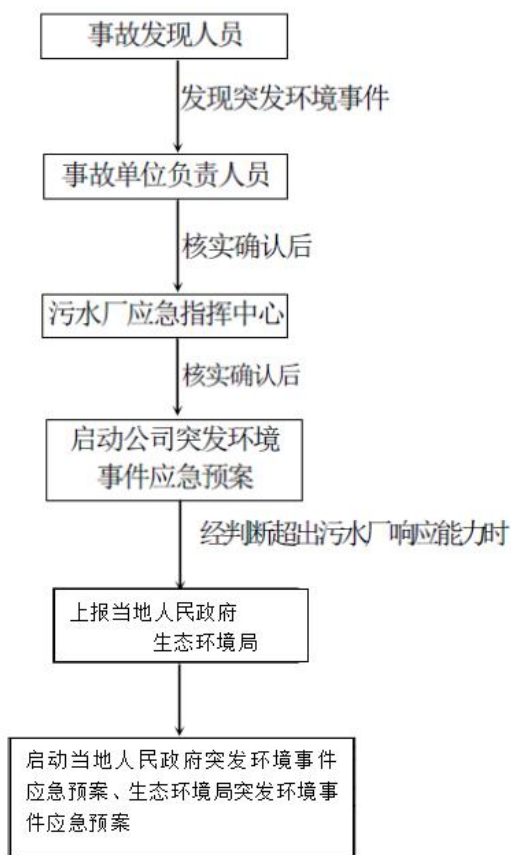 事故发现人员
发现突发环境事件
事故单位负责人员
核实确认后
污水厂应急指挥中心
核实确认后
启动公司突发环境
事件应急预案
经判断超出污水厂响应能力时
上报当地人民政府
生态环境局
启动当地人民政府突发环境事件
应急预案、生态环境局突发环境事
件应急预案